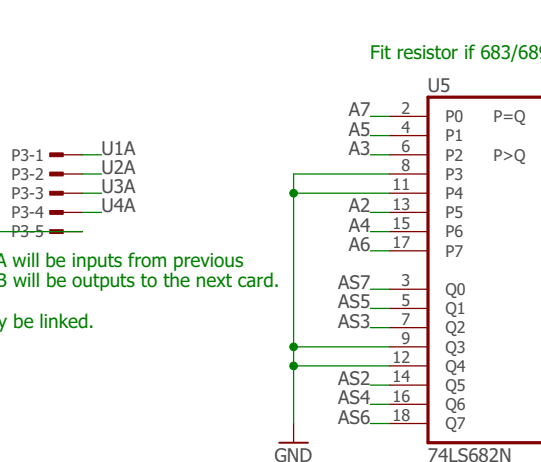 Fit resistor if 683/689
U5
A7 2 P0 P=Q
A5 4 P1
A3 6 P2 P>Q
8 P3
11 P4
A2 13 P5
A4 15 P6
A6 17 P7
AS7 3 Q0
AS5 5 Q1
AS3 7 Q2
9 Q3
12 Q4
AS2 14 Q5
AS4 16 Q6
AS6 18 Q7
GND
74LS682N
P3-1 U1A
P3-2 U2A
P3-3 U3A
P3-4 U4A
P3-5
A will be inputs from previous
B will be outputs to the next card.
y be linked.